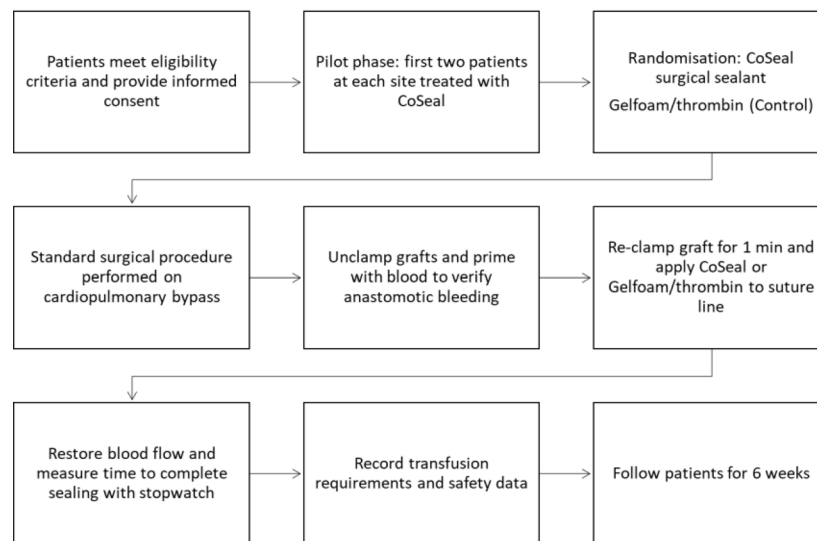 Patients meet eligibility
criteria and provide informed
consent
Pilot phase: first two patients
at each site treated with
CoSeal
Randomisation: CoSeal
surgical sealant
Gelfoam/thrombin (Control)
Standard surgical procedure
performed on
cardiopulmonary bypass
Unclamp grafts and prime
with blood to verify
anastomotic bleeding
Re-clamp graft for 1 min and
apply CoSeal or
Gelfoam/thrombin to suture
line
Restore blood flow and
measure time to complete
sealing with stopwatch
Record transfusion
requirements and safety data
Follow patients for 6 weeks